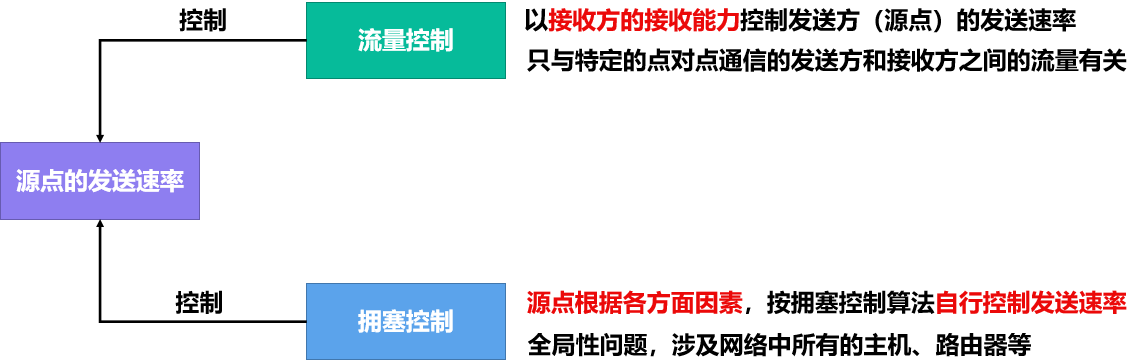 控制
流量控制
以接收方的接收能力控制发送方（源点）的发送速率
只与特定的点对点通信的发送方和接收方之间的流量有关
源点的发送速率
控制
拥塞控制
源点根据各方面因素，按拥塞控制算法自行控制发送速率
全局性问题，涉及网络中所有的主机、路由器等